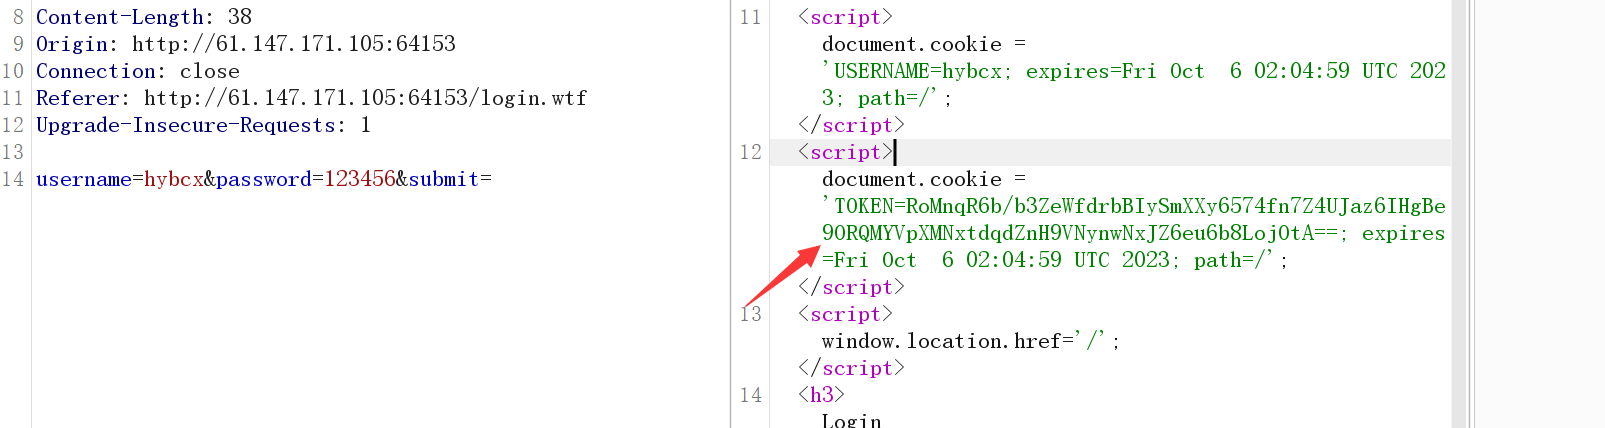 8 Content-Length: 38
9 Origin: http://61.147.171.105:64153
10 Connection: close
11 Referer: http://61.147.171.105:64153/login.wtf
12 Upgrade-Insecure-Requests: 1
13
14 username=hybcx&password=123456&submit=
11 <script>
document.cookie =
'USERNAME=hybcx; expires=Fri Oct  6 02:04:59 UTC 202
3; path=/';
</script>
12 <script>
document.cookie =
'TOKEN=RoMnqR6b/b3ZeWfdrbBIySmXXy6574fn7Z4UJaz6IHgBe
9ORQMYVpXMNxtdqdZnH9VNynwNxJZ6eu6b8Loj0tA==; expires
=Fri Oct  6 02:04:59 UTC 2023; path=/';
</script>
13 <script>
window.location.href='/';
</script>
14 <h3>
Login